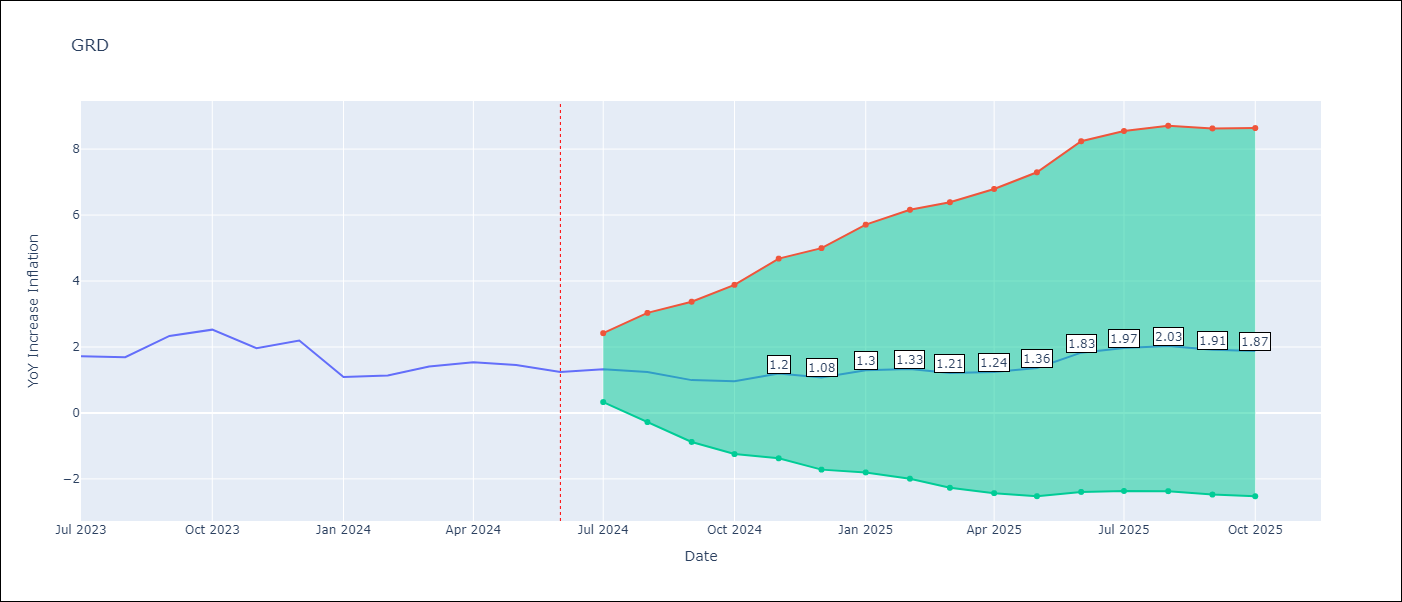 GRD
YoY Increase Inflation
8
6
4
2
0
−2
1.2
1.08
1.3
1.33
1.21
1.24
1.36
1.83
1.97
2.03
1.91
1.87
Jul 2023
Oct 2023
Jan 2024
Apr 2024
Jul 2024
Oct 2024
Jan 2025
Apr 2025
Jul 2025
Oct 2025
Date